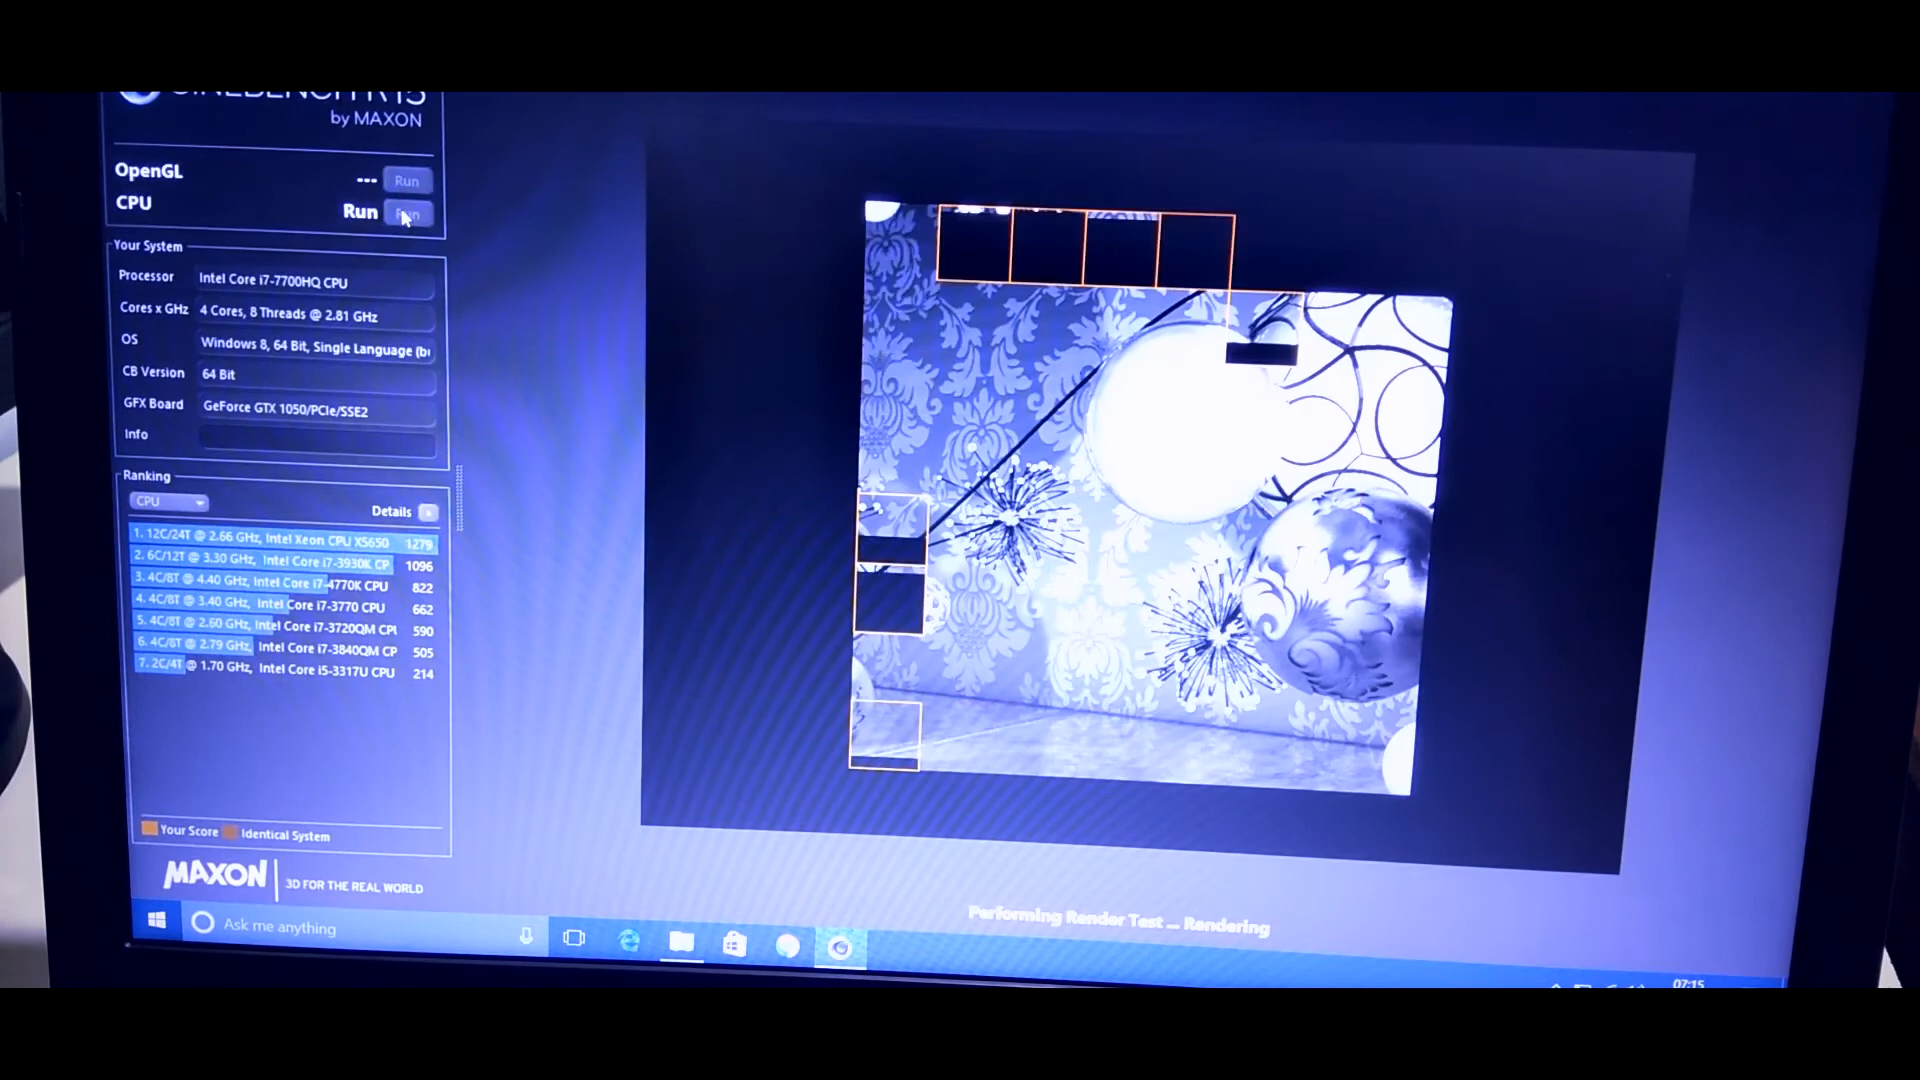 CINEBENCH R15
by MAXON
OpenGL --- Run
CPU Run Run
Your System
Processor Intel Core i7-7700HQ CPU
Cores x GHz 4 Cores, 8 Threads @ 2.81 GHz
OS Windows 8, 64 Bit, Single Language (bu
CB Version 64 Bit
GFX Board GeForce GTX 1050/PCIe/SSE2
Info
Ranking
CPU Details
1. 12C/24T @ 2.66 GHz, Intel Xeon CPU X5650 1279
2. 6C/12T @ 3.30 GHz, Intel Core i7-3930K CP 1096
3. 4C/8T @ 4.40 GHz, Intel Core i7-4770K CPU 822
4. 4C/8T @ 3.40 GHz, Intel Core i7-3770 CPU 662
5. 4C/8T @ 2.60 GHz, Intel Core i7-3720QM CPU 590
6. 4C/8T @ 2.79 GHz, Intel Core i7-3840QM CP 505
7. 2C/4T @ 1.70 GHz, Intel Core i5-3317U CPU 214
Your Score Identical System
MAXON 3D FOR THE REAL WORLD
Performing Render Test ... Rendering
Ask me anything
07:15